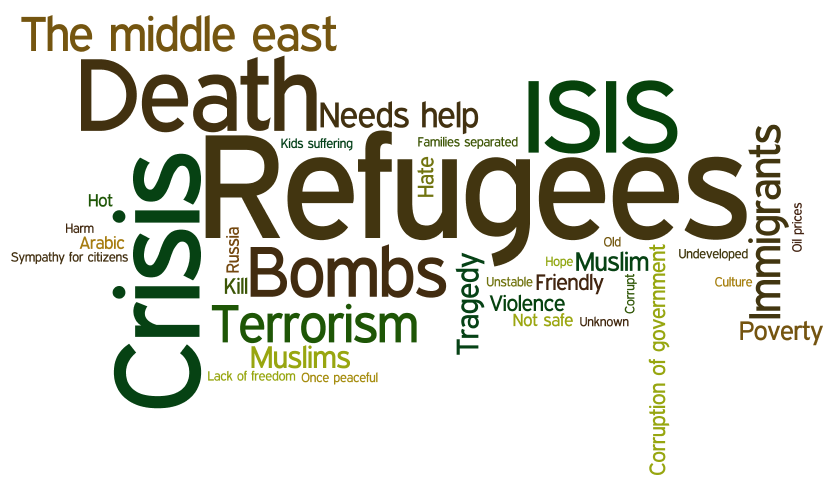 The middle east
Death
Needs help
ISIS
Kids suffering
Families separated
Refugees
Hate
Immigrants
Crisis
Hot
Harm
Arabic
Sympathy for citizens
Russia
Kill
Bombs
Tragedy
Old
Hope
Muslim
Unstable
Friendly
Corrupt
Corruption of government
Undeveloped
Culture
Oil prices
Terrorism
Violence
Not safe
Unknown
Poverty
Muslims
Lack of freedom
Once peaceful